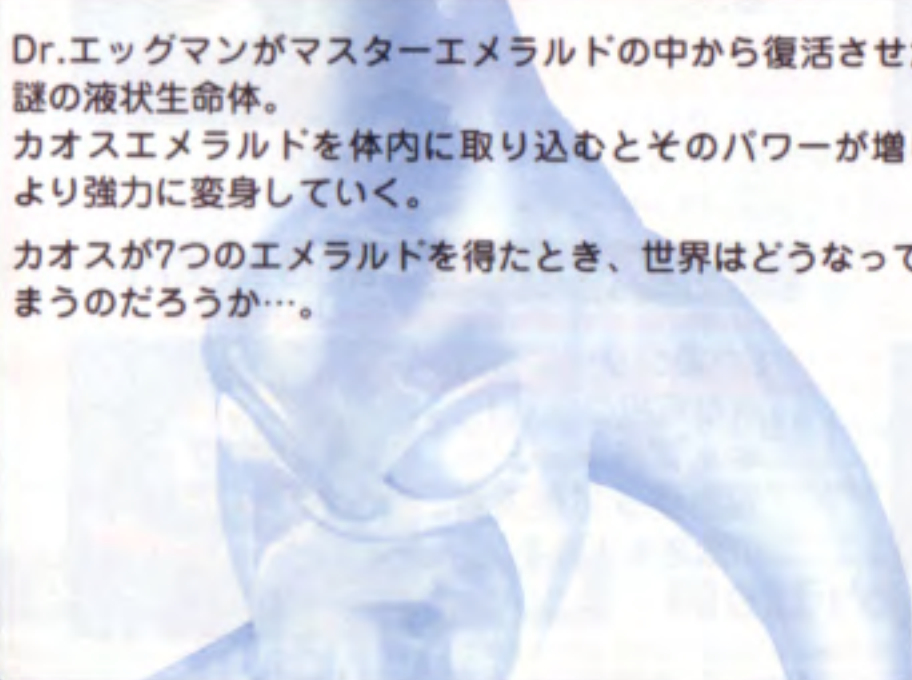 Dr.エッグマンがマスターエメラルドの中から復活させ
謎の液状生命体。
カオスエメラルドを体内に取り込むとそのパワーが増
より強力に変身していく。
カオスが7つのエメラルドを得たとき、世界はどうなって
まうのだろうか…。